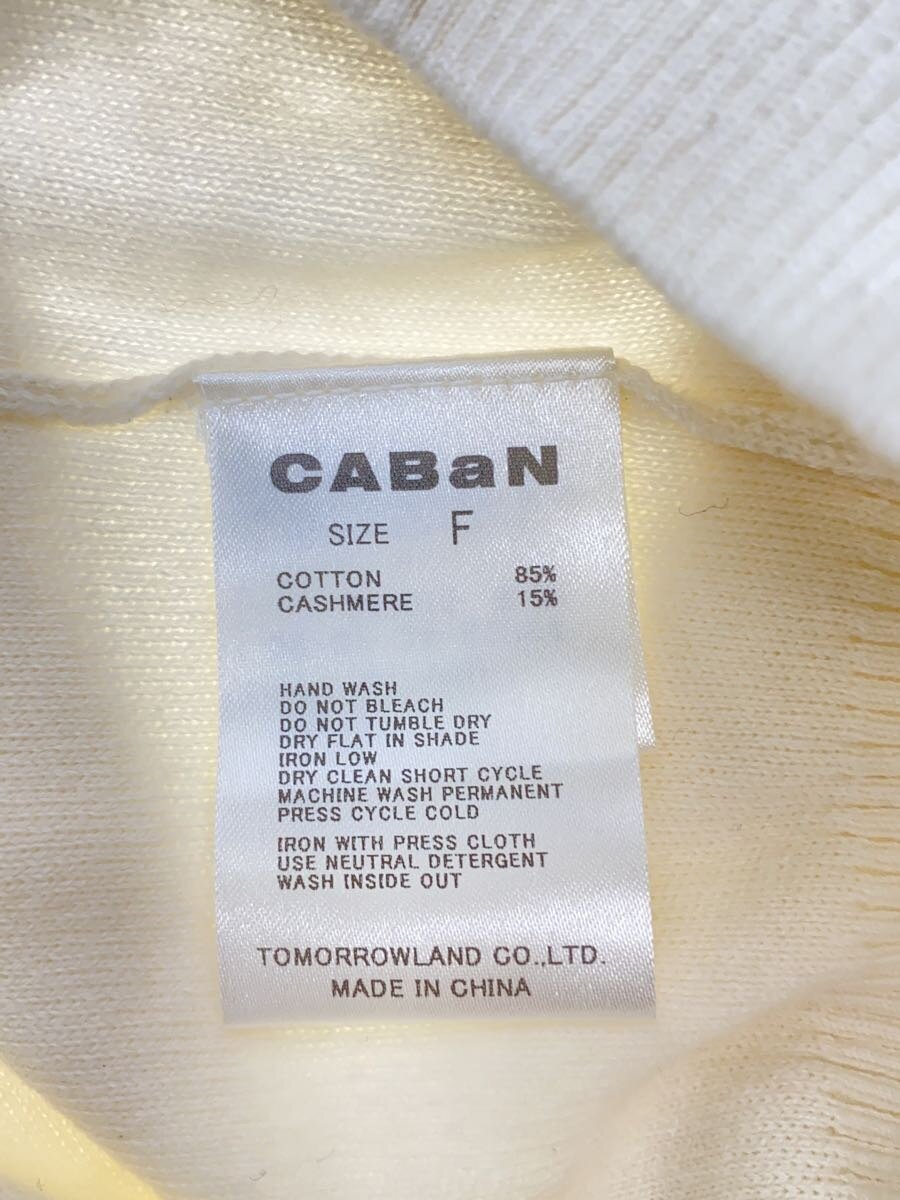 CABaN
SIZE F
COTTON 85%
CASHMERE 15%
HAND WASH
DO NOT BLEACH
DO NOT TUMBLE DRY
DRY FLAT IN SHADE
IRON LOW
DRY CLEAN SHORT CYCLE
MACHINE WASH PERMANENT
PRESS CYCLE COLD
IRON WITH PRESS CLOTH
USE NEUTRAL DETERGENT
WASH INSIDE OUT
TOMORROWLAND CO.,LTD.
MADE IN CHINA